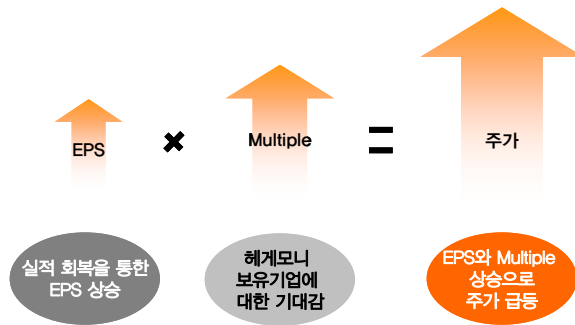 EPS
×
Multiple
=
주가
실적 회복을 통한
EPS 상승
헤게모니
보유기업에
대한 기대감
EPS와 Multiple
상승으로
주가 급등